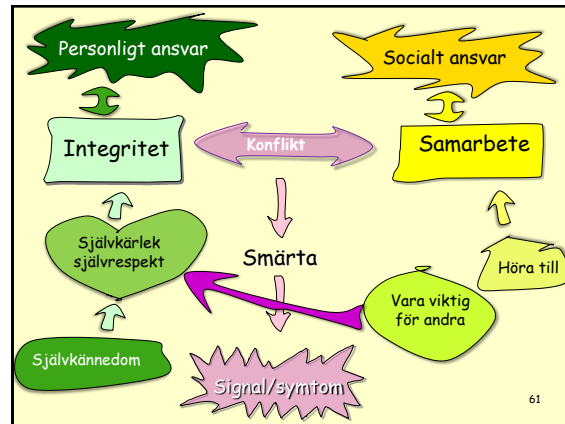 Personligt ansvar
Socialt ansvar
Integritet
Konflikt
Samarbete
Självkärlek
självrespekt
Smärta
Höra till
Vara viktig
för andra
Självkännedom
Signal/symtom
61